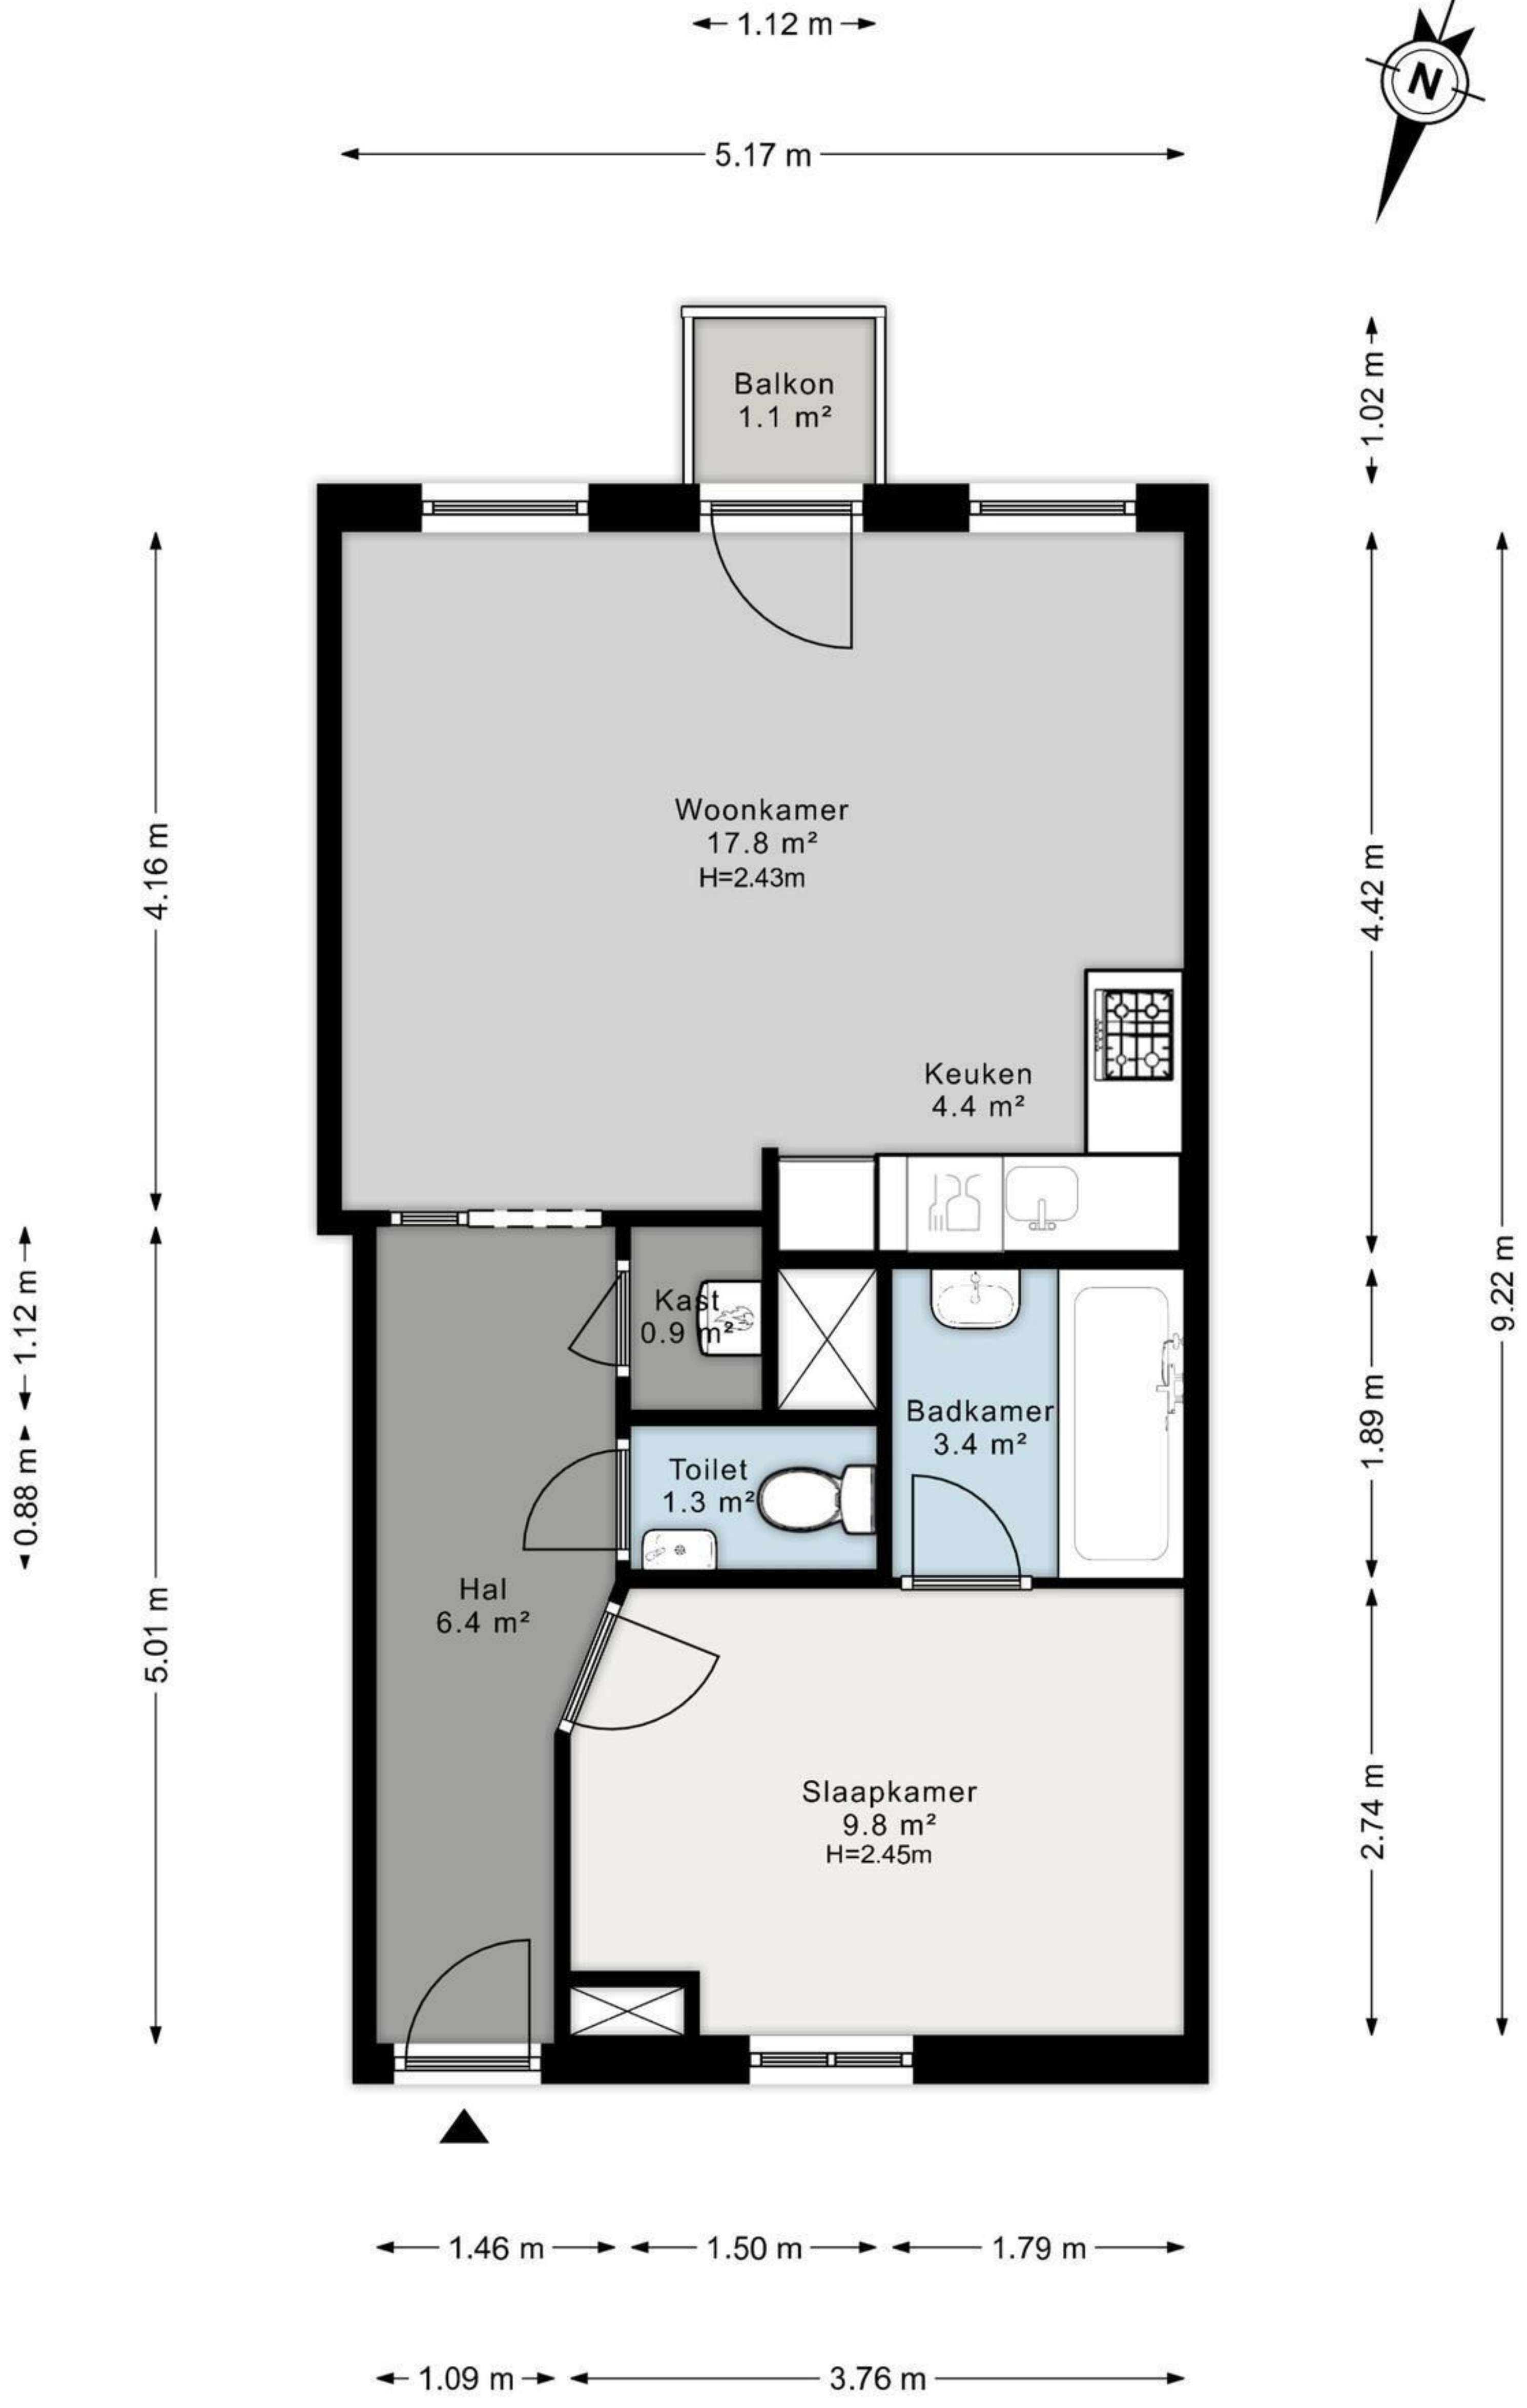 1.12 m
N
5.17 m
Balkon
1.1 m²
1.02 m
Woonkamer
17.8 m²
H=2.43m
4.16 m
4.42 m
Keuken
4.4 m²
9.22 m
1.12 m
Kast
0.9 m²
Badkamer
3.4 m²
1.89 m
Toilet
1.3 m²
0.88 m
Hal
6.4 m²
5.01 m
Slaapkamer
9.8 m²
H=2.45m
2.74 m
1.46 m
1.50 m
1.79 m
1.09 m
3.76 m